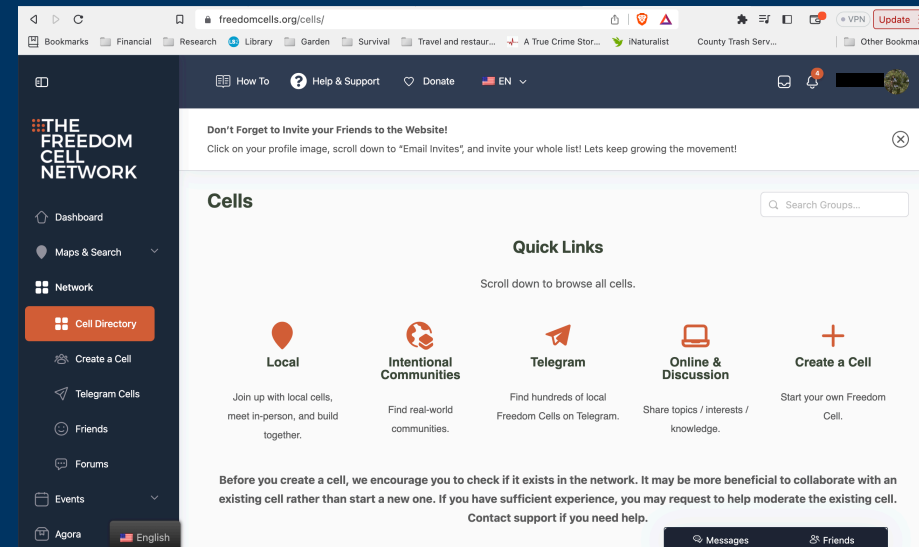 freedomcells.org/cells/
VPN
Update
Bookmarks Financial Research Library Garden Survival Travel and restaur... A True Crime Stor... iNaturalist County Trash Serv... Other Bookmar
How To Help & Support Donate EN
4
THE
FREEDOM
CELL
NETWORK
Don't Forget to Invite your Friends to the Website!
Click on your profile image, scroll down to "Email Invites", and invite your whole list! Lets keep growing the movement!
Dashboard
Maps & Search
Network
Cell Directory
Create a Cell
Telegram Cells
Friends
Forums
Events
Agora
English
Cells
Search Groups...
Quick Links
Scroll down to browse all cells.
Local
Join up with local cells,
meet in-person, and build
together.
Intentional
Communities
Find real-world
communities.
Telegram
Find hundreds of local
Freedom Cells on Telegram.
Online &
Discussion
Share topics / interests /
knowledge.
Create a Cell
Start your own Freedom
Cell.
Before you create a cell, we encourage you to check if it exists in the network. It may be more beneficial to collaborate with an
existing cell rather than start a new one. If you have sufficient experience, you may request to help moderate the existing cell.
Contact support if you need help.
Messages Friends